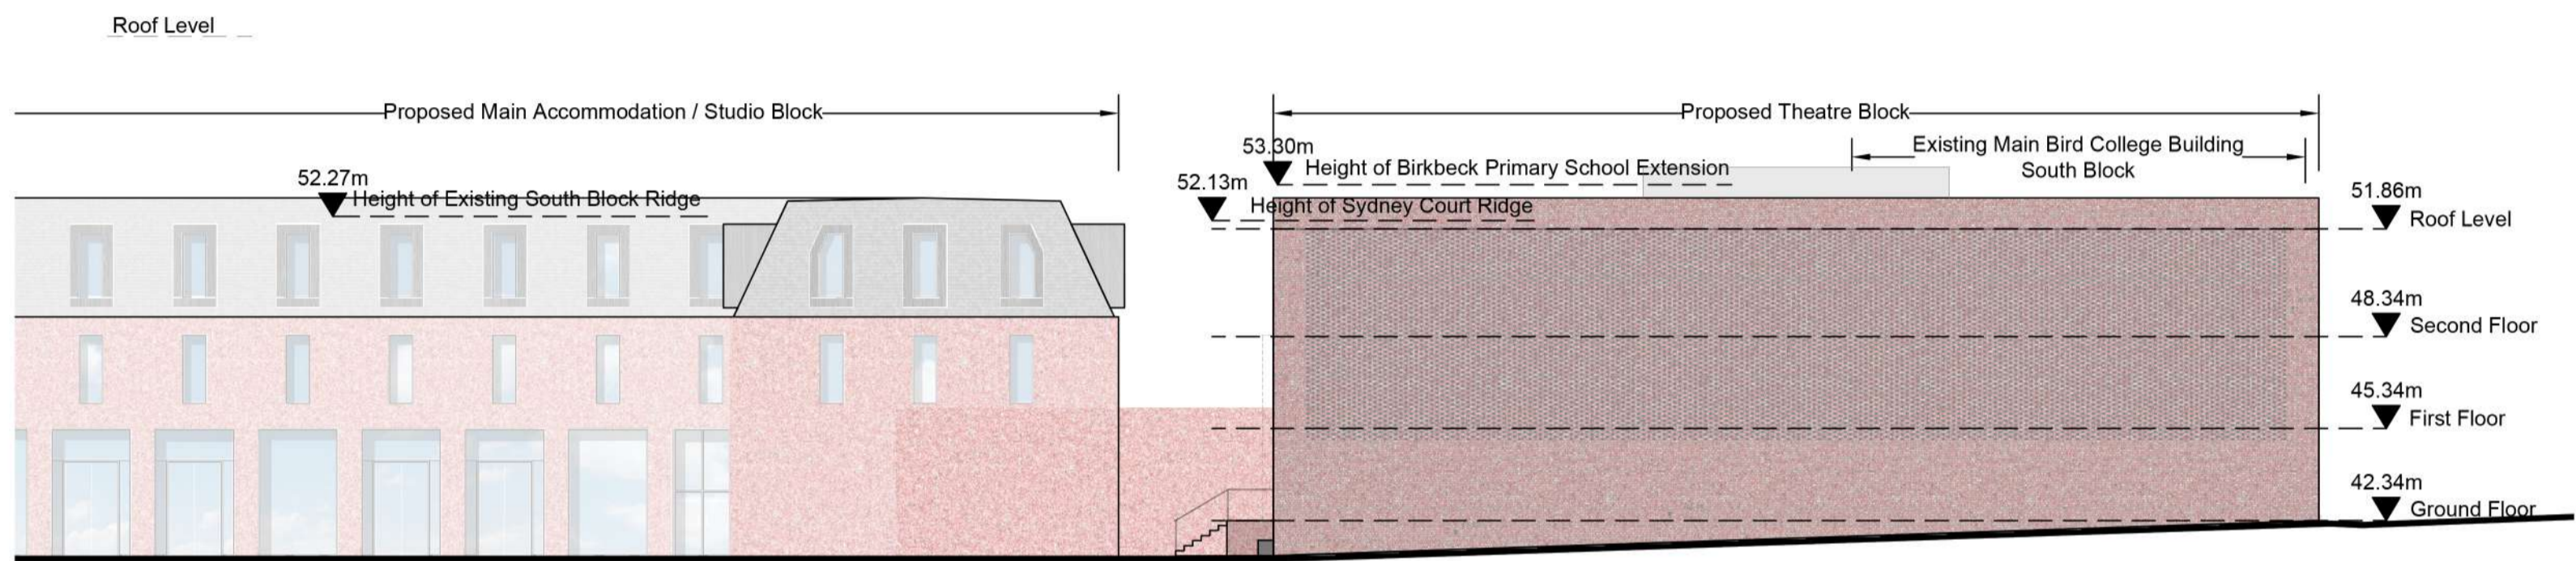 Roof Level
Proposed Main Accommodation / Studio Block
Proposed Theatre Block
Existing Main Bird College Building
South Block
53.30m
Height of Birkbeck Primary School Extension
52.27m
Height of Existing South Block Ridge
52.13m
Height of Sydney Court Ridge
51.86m
Roof Level
48.34m
Second Floor
45.34m
First Floor
42.34m
Ground Floor